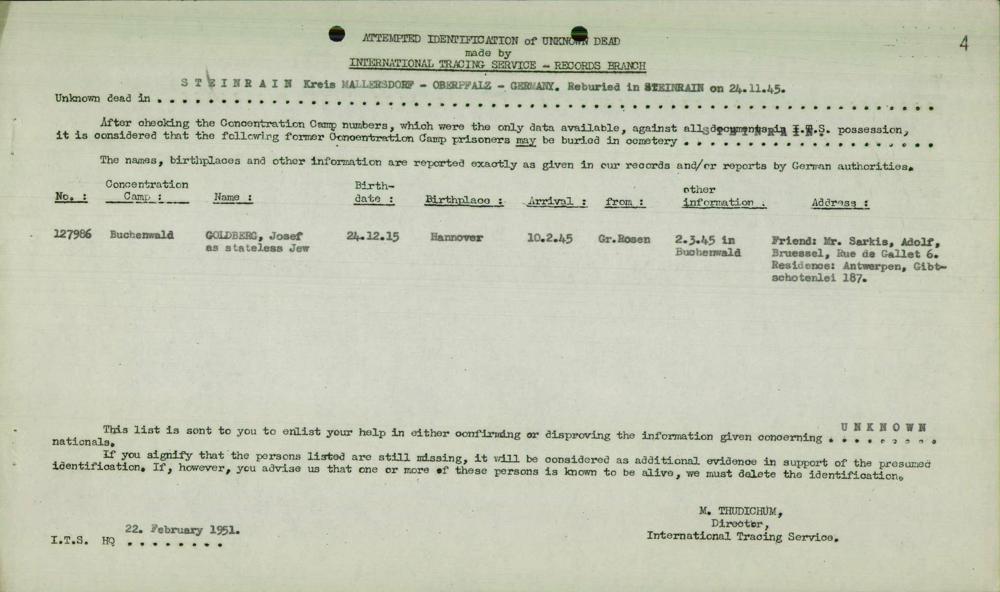 4
ATTEMPTED IDENTIFICATION of UNKNOWN DEAD
made by
INTERNATIONAL TRACING SERVICE - RECORDS BRANCH
S T E I N R A I N Kreis MALLERSDORF - OBERPFALZ - GERMANY. Reburied in STEINRAIN on 24.11.45.
Unknown dead in . . . . . . . . . . . . . . . . . . . . . . . . . . . . . . . . . . . . . . . .
After checking the Concentration Camp numbers, which were the only data available, against all documents in I.T.S. possession,
it is considered that the following former Concentration Camp prisoners may be buried in cemetery . . . . . . . . . . . . . . .
The names, birthplaces and other information are reported exactly as given in our records and/or reports by German authorities.
No. : Concentration Camp : Name : Birth-date : Birthplace : Arrival : from : other information : Address :
127986 Buchenwald GOLDBERG, Josef 24.12.15 Hannover 10.2.45 Gr.Rosen 2.3.45 in Friend: Mr. Sarkis, Adolf,
as stateless Jew Buchenwald Bruessel, Rue de Gallet 6.
Residence: Antwerpen, Gibt-
schotenlei 187.
U N K N O W N
This list is sent to you to enlist your help in either confirming or disproving the information given concerning . . . . . . . .
nationals.
If you signify that the persons listed are still missing, it will be considered as additional evidence in support of the presumed
identification. If, however, you advise us that one or more of these persons is known to be alive, we must delete the identification.
M. THUDICHUM,
Director,
International Tracing Service.
22. February 1951.
I.T.S. HQ . . . . . . . .